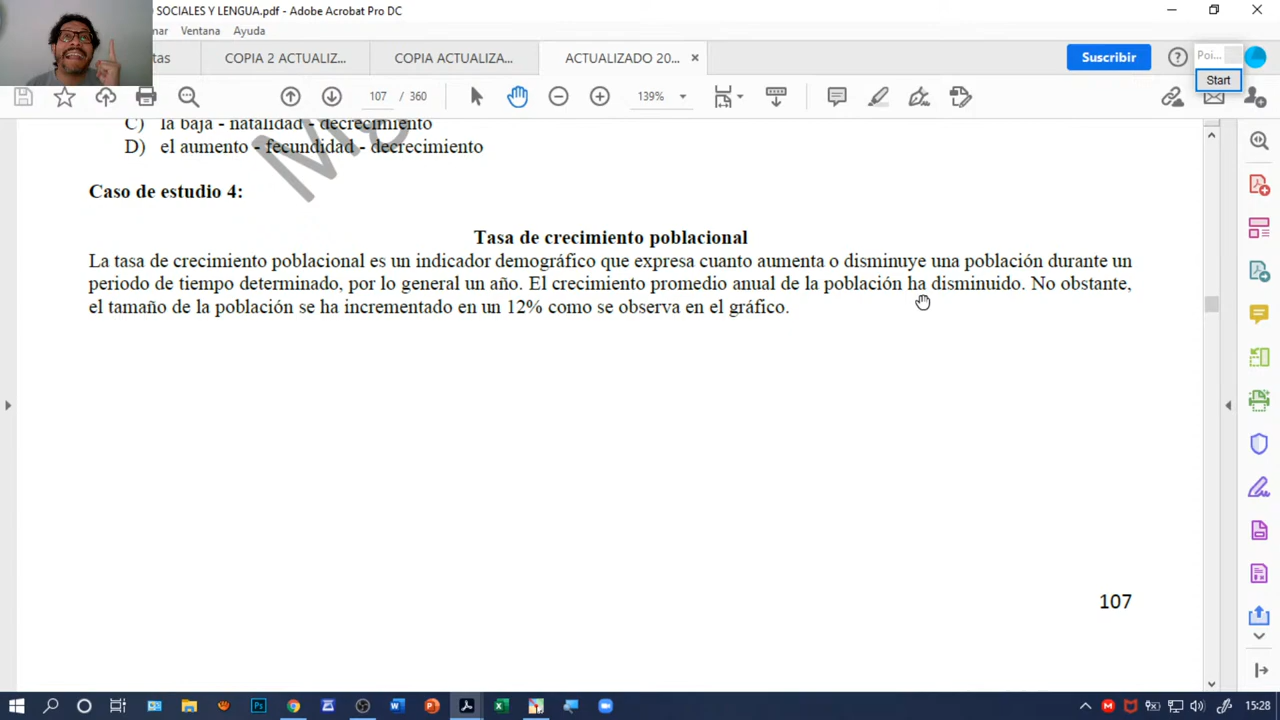 SOCIALES Y LENGUA.pdf - Adobe Acrobat Pro DC
Ventana Ayuda
COPIA 2 ACTUALIZ...
COPIA ACTUALIZA...
ACTUALIZADO 20... ×
Suscribir
Poi...
Start
107 / 360
139%
C) la baja - natalidad - decrecimiento
D) el aumento - fecundidad - decrecimiento
Caso de estudio 4:
Tasa de crecimiento poblacional
La tasa de crecimiento poblacional es un indicador demográfico que expresa cuanto aumenta o disminuye una población durante un
periodo de tiempo determinado, por lo general un año. El crecimiento promedio anual de la población ha disminuido. No obstante,
el tamaño de la población se ha incrementado en un 12% como se observa en el gráfico.
107
15:28